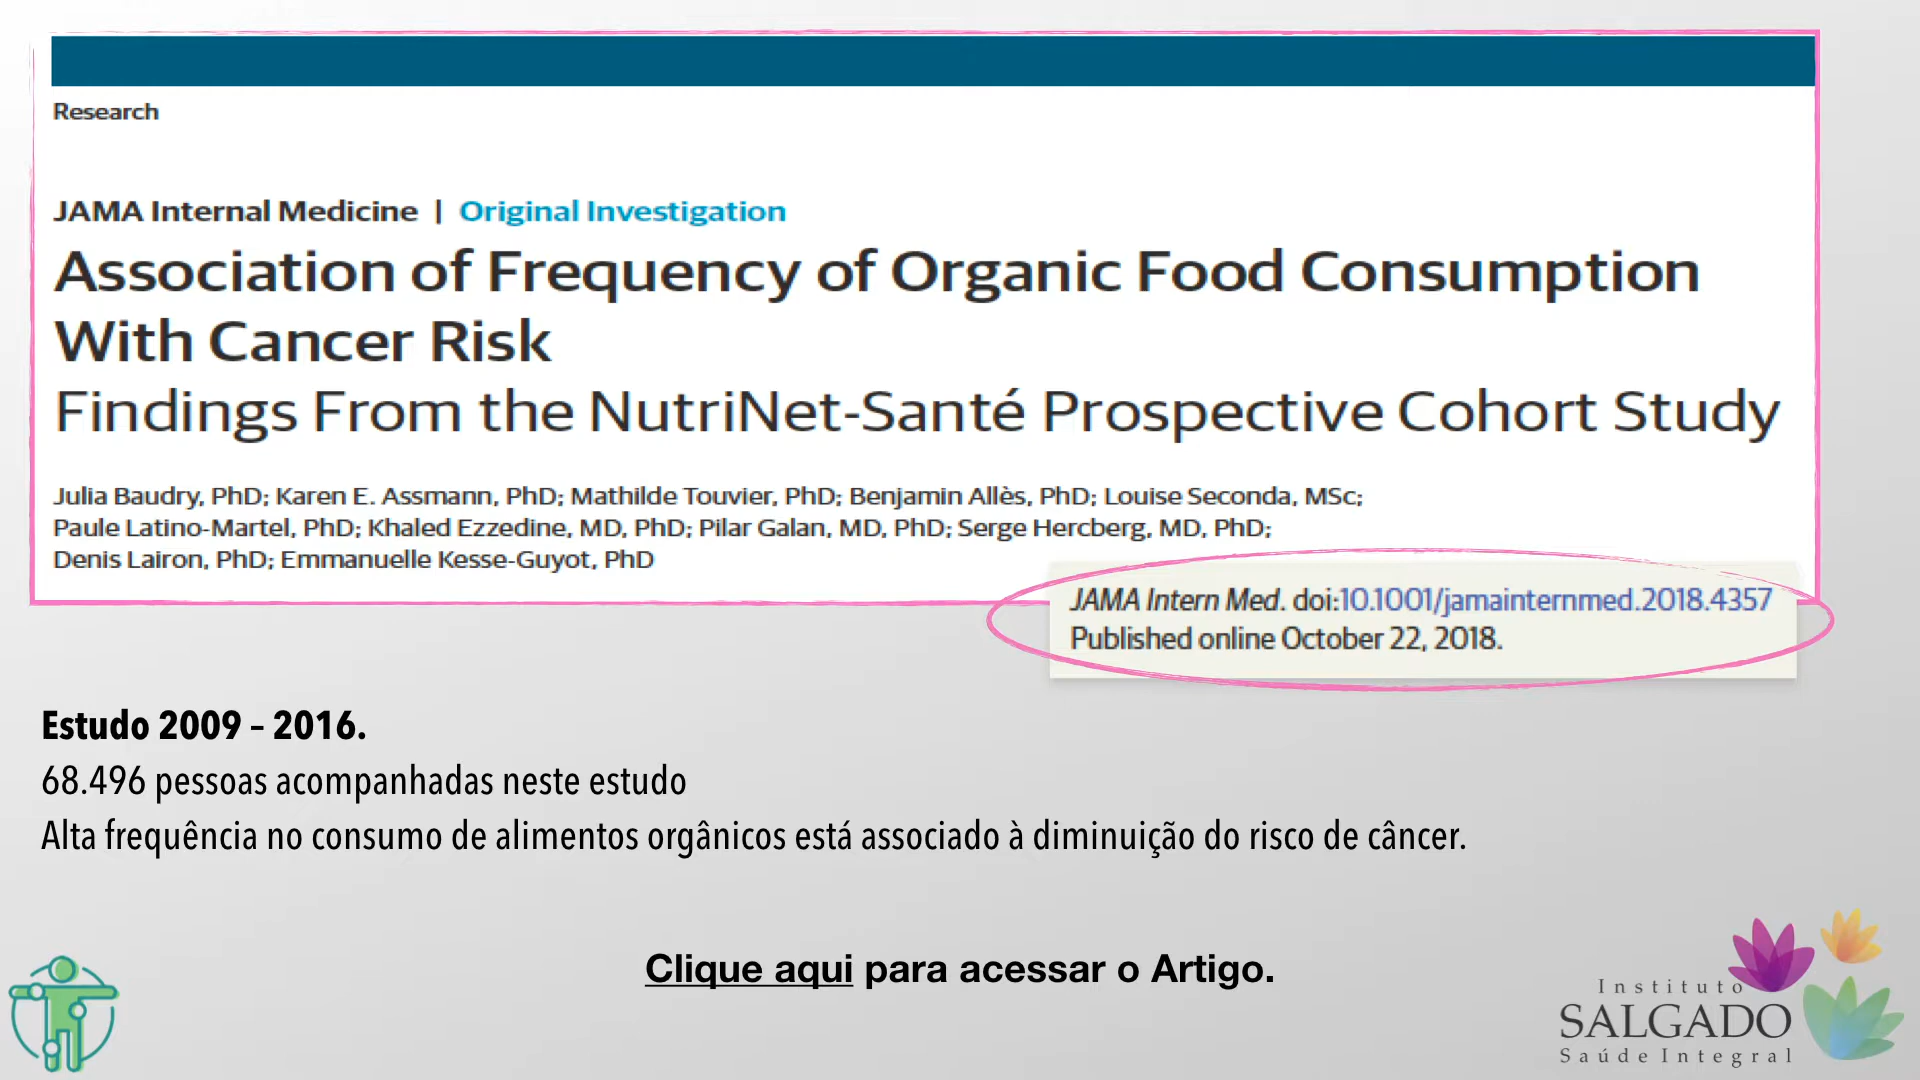 Research
JAMA Internal Medicine | Original Investigation
Association of Frequency of Organic Food Consumption
With Cancer Risk
Findings From the NutriNet-Santé Prospective Cohort Study
Julia Baudry, PhD; Karen E. Assmann, PhD; Mathilde Touvier, PhD; Benjamin Allès, PhD; Louise Seconda, MSc;
Paule Latino-Martel, PhD; Khaled Ezzedine, MD, PhD; Pilar Galan, MD, PhD; Serge Hercberg, MD, PhD;
Denis Lairon, PhD; Emmanuelle Kesse-Guyot, PhD
JAMA Intern Med. doi:10.1001/jamainternmed.2018.4357
Published online October 22, 2018.
Estudo 2009 – 2016.
68.496 pessoas acompanhadas neste estudo
Alta frequência no consumo de alimentos orgânicos está associado à diminuição do risco de câncer.
Clique aqui para acessar o Artigo.
Instituto
SALGADO
Saúde Integral